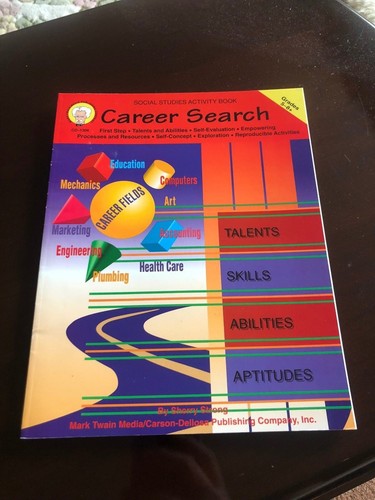 SOCIAL STUDIES ACTIVITY BOOK
Career Search
Grades
5-8+
First Step • Talents and Abilities • Self-Evaluation • Empowering
Processes and Resources • Self-Concept • Exploration • Reproducible Activities
Education
Mechanics
Computers
CAREER FIELDS
Art
Marketing
Accounting
Engineering
Health Care
Plumbing
TALENTS
SKILLS
ABILITIES
APTITUDES
By Sherry Strong
Mark Twain Media/Carson-Dellosa Publishing Company, Inc.